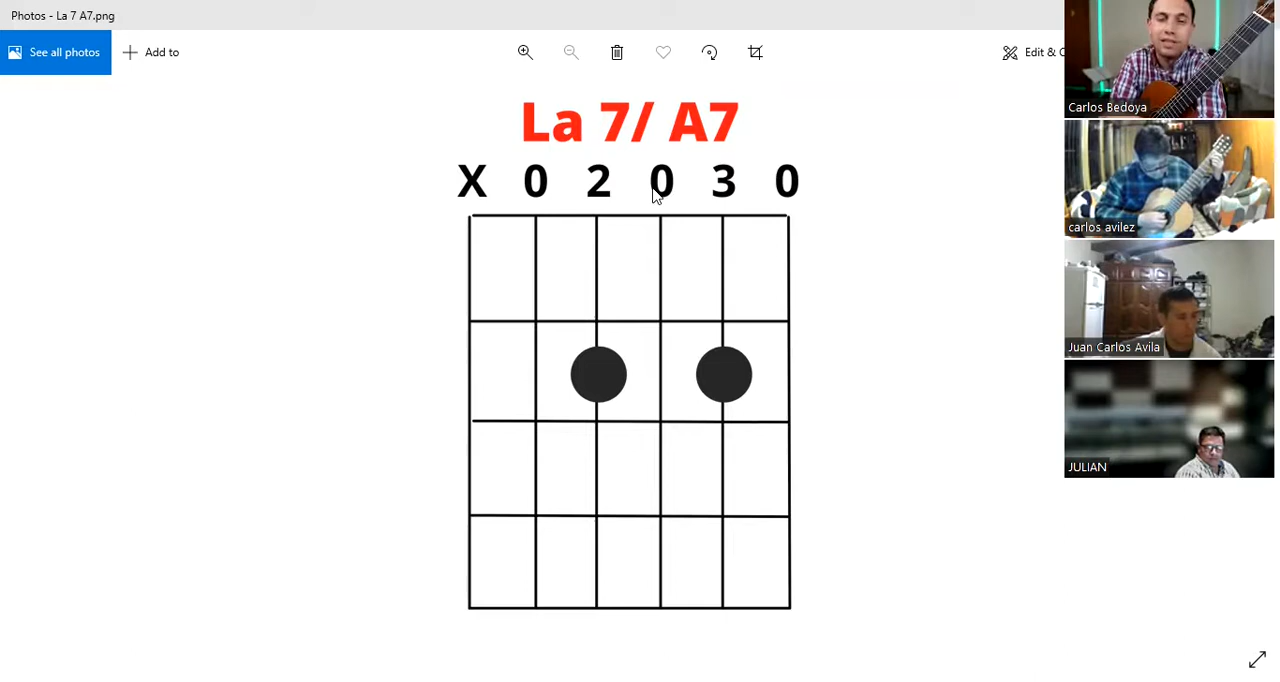 Photos - La 7 A7.png
See all photos
Add to
Edit & C
La 7/ A7
X 0 2 0 3 0
Carlos Bedoya
carlos avilez
Juan Carlos Avila
JULIAN